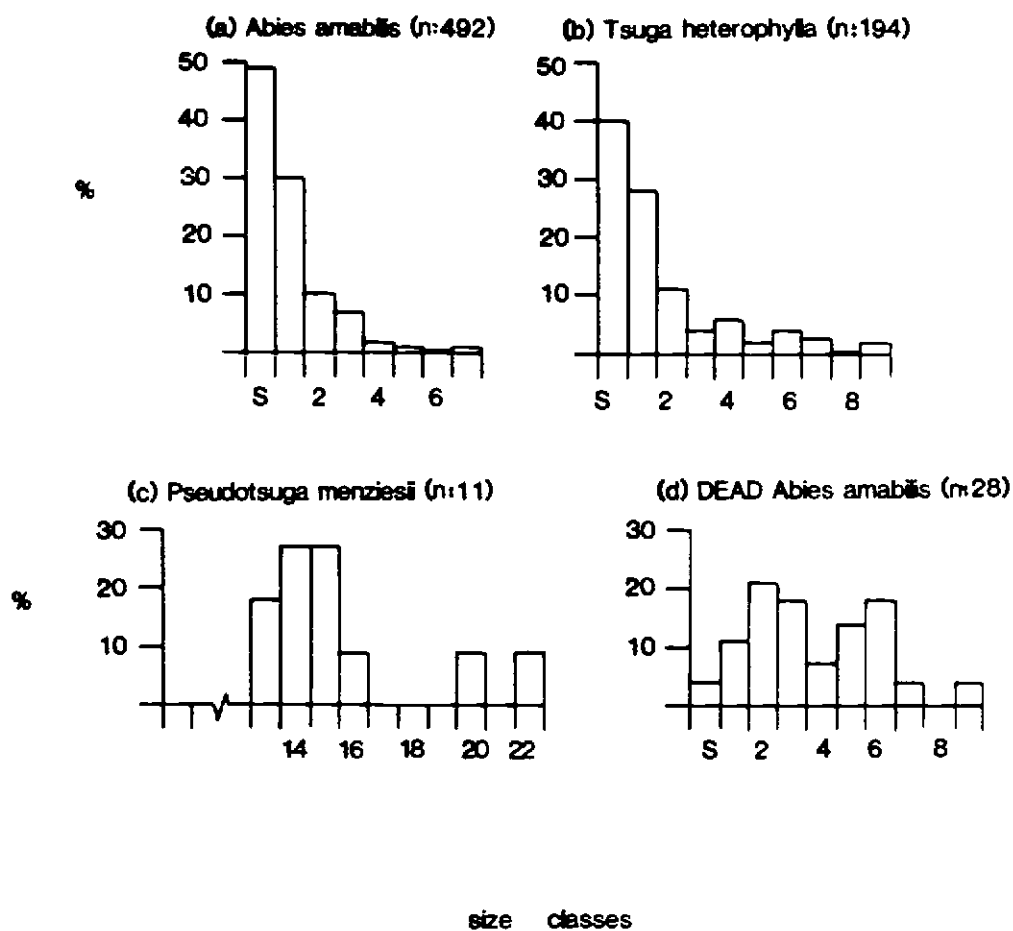 (a) Abies amabilis (n:492)
(b) Tsuga heterophylla (n:194)
%
50
40
30
20
10
S 2 4 6
50
40
30
20
10
S 2 4 6 8
(c) Pseudotsuga menziesii (n:11)
(d) DEAD Abies amabilis (n:28)
%
30
20
10
14 16 18 20 22
30
20
10
S 2 4 6 8
size classes